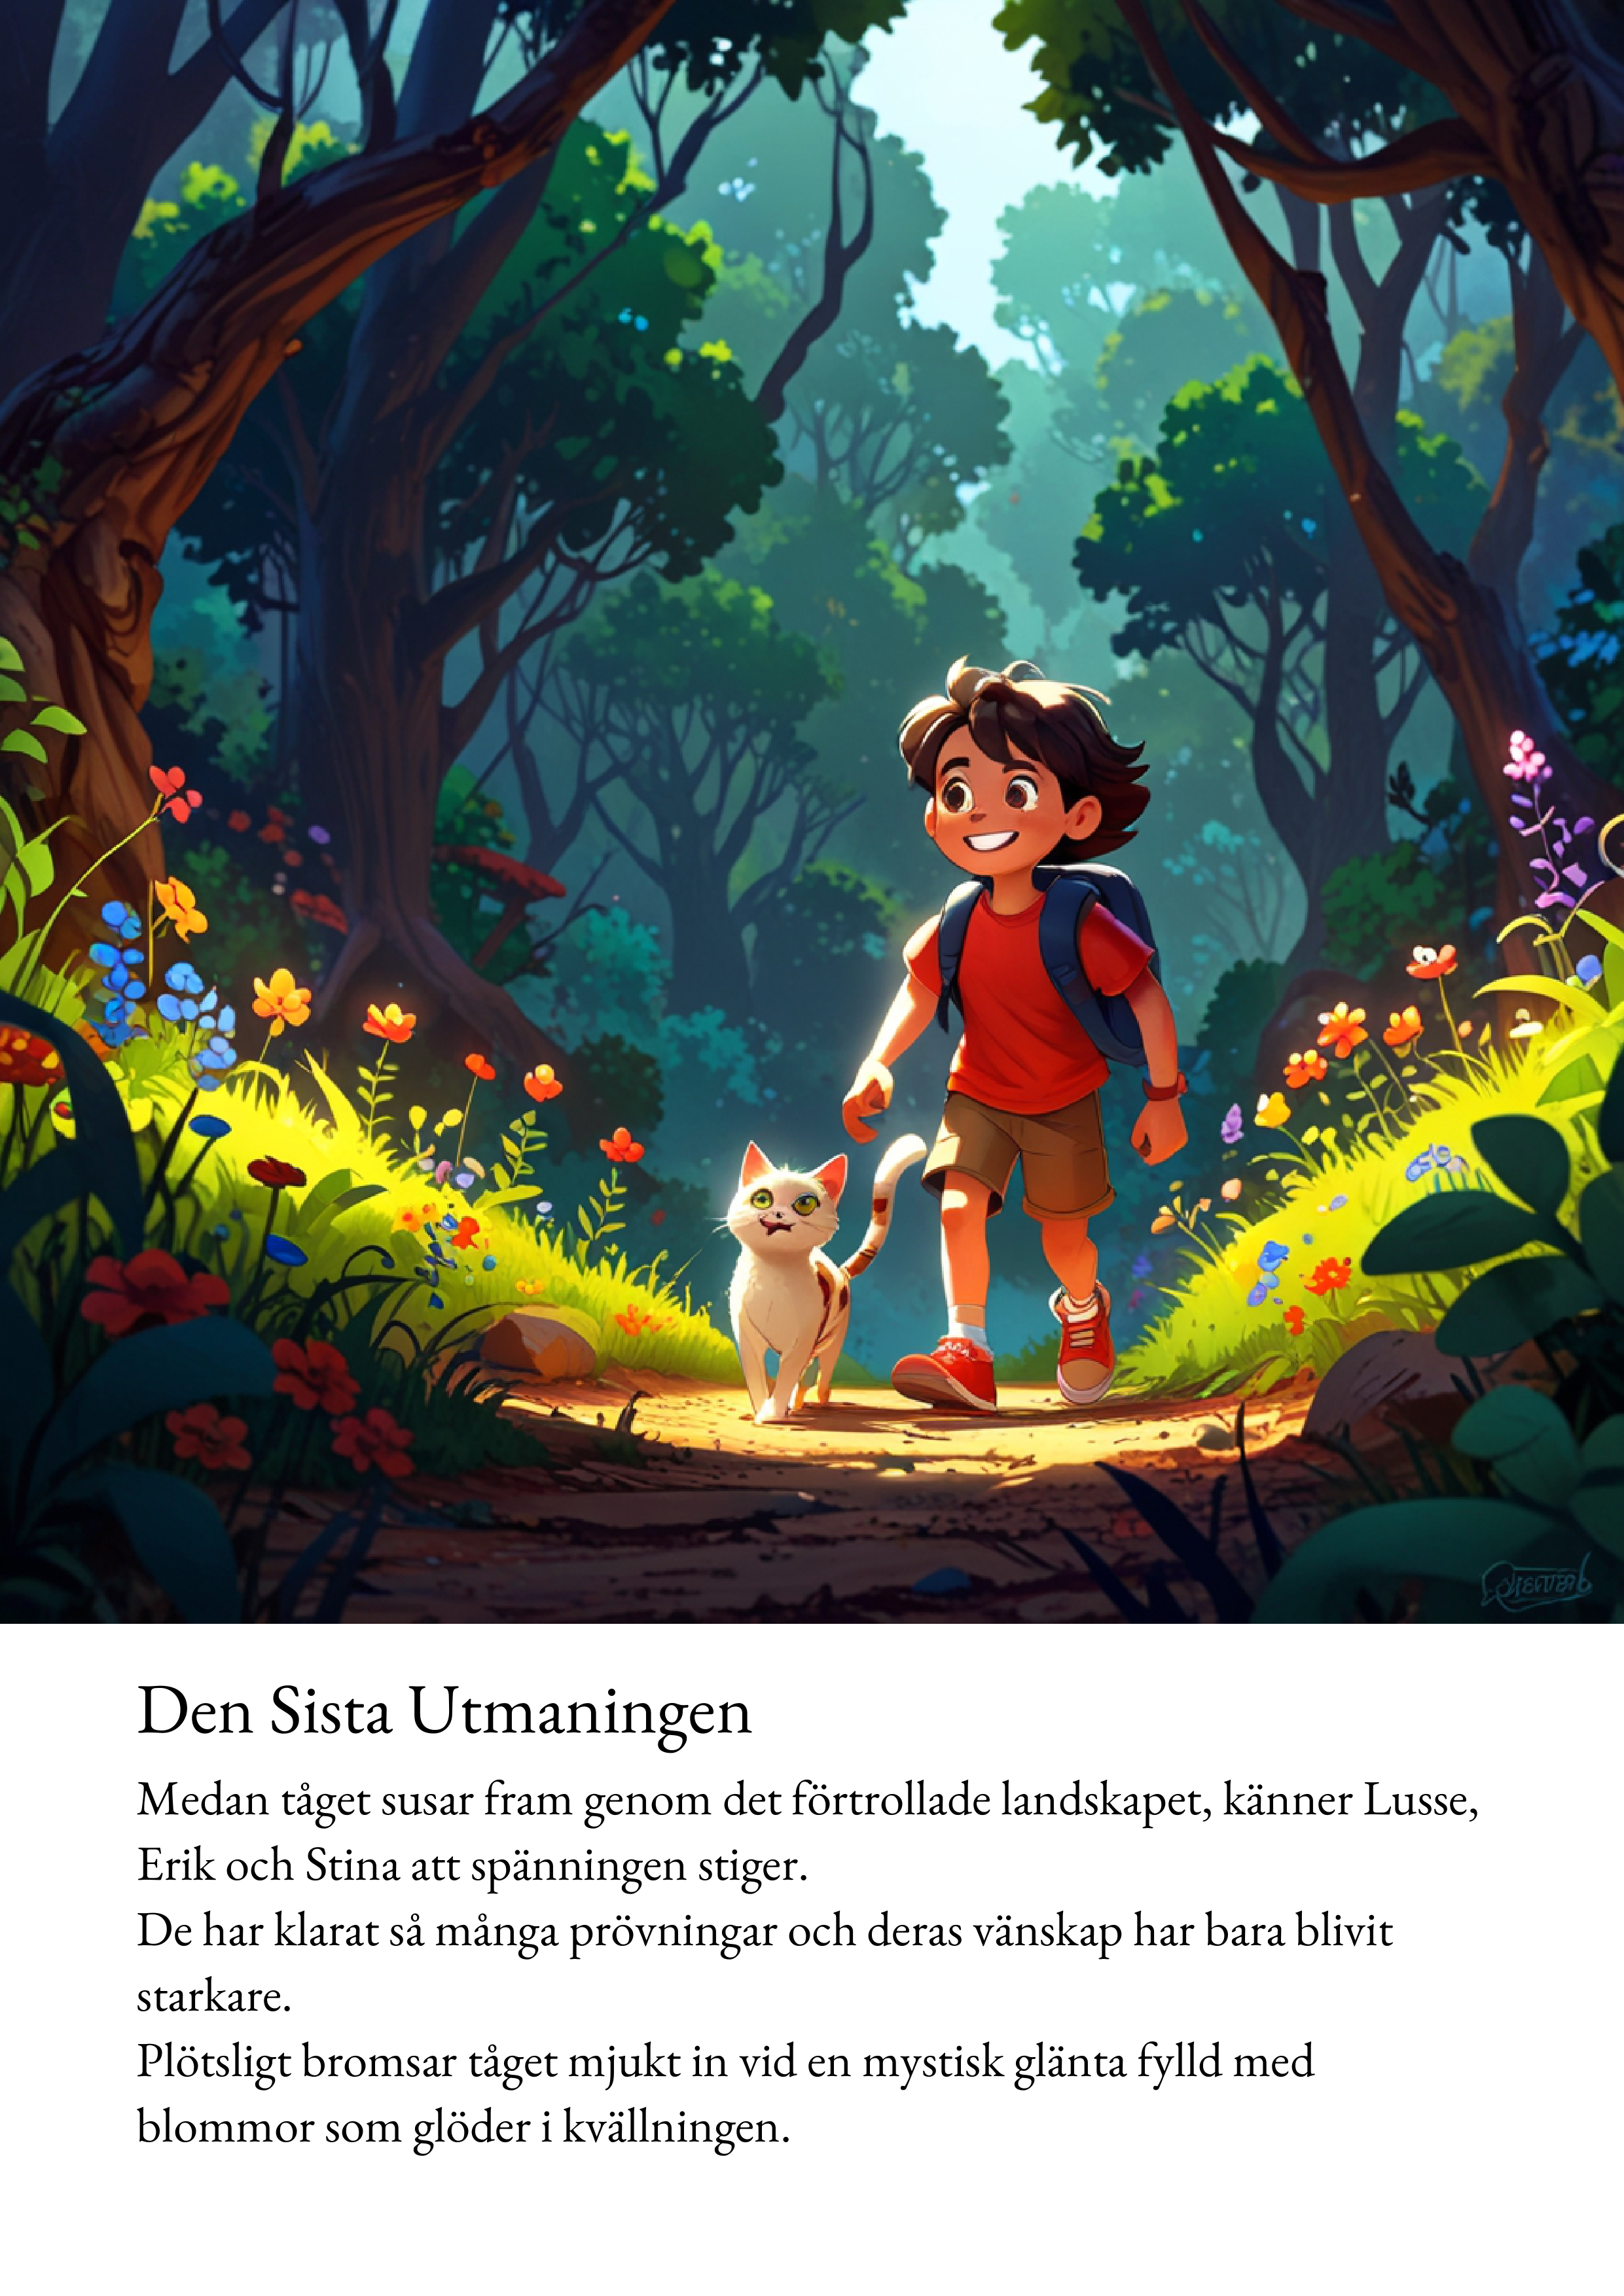 Den Sista Utmaningen
Medan tåget susar fram genom det förtrollade landskapet, känner Lusse,
Erik och Stina att spänningen stiger.
De har klarat så många prövningar och deras vänskap har bara blivit
starkare.
Plötsligt bromsar tåget mjukt in vid en mystisk glänta fylld med
blommor som glöder i kvällningen.